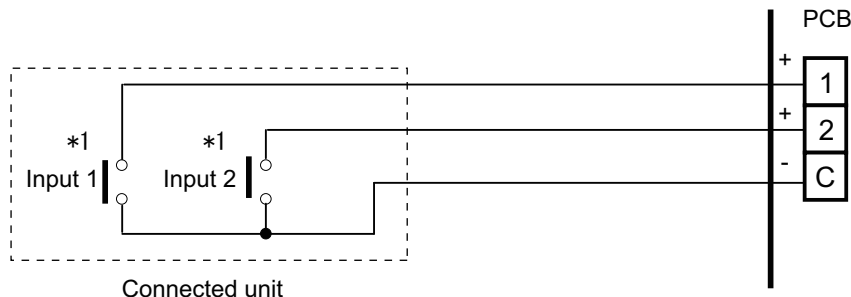 PCB
+
1
+
2
-
C
*1
*1
Input 1
Input 2
Connected unit